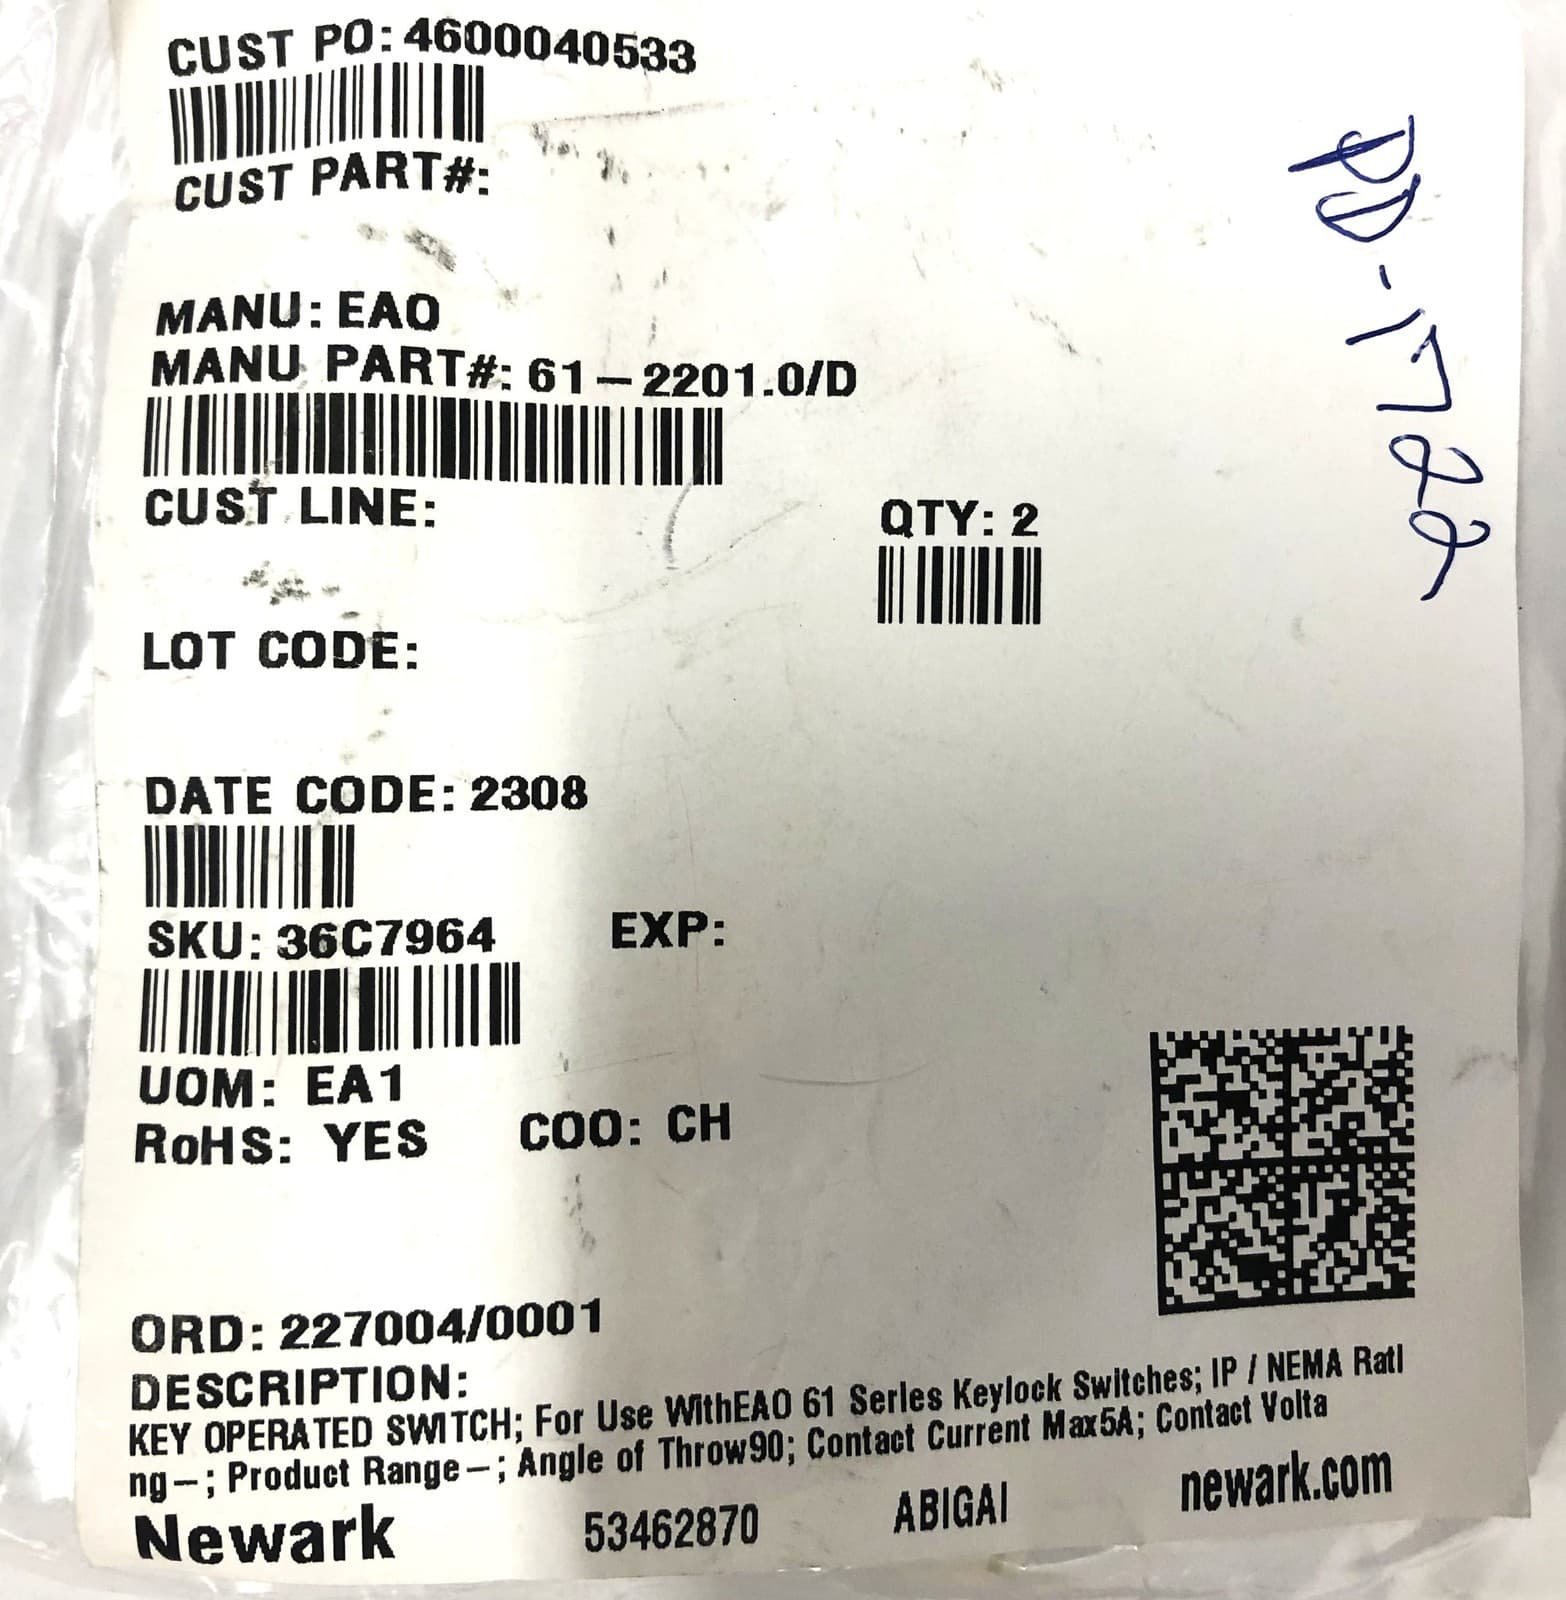 CUST PO: 4600040533
CUST PART#:
MANU: EAO
MANU PART#: 61-2201.0/D
CUST LINE:
QTY: 2
LOT CODE:
DATE CODE: 2308
SKU: 36C7964
EXP:
UOM: EA1
RoHS: YES
COO: CH
ORD: 227004/0001
DESCRIPTION:
KEY OPERATED SWITCH; For Use WithEAO 61 Series Keylock Switches; IP / NEMA Rati
ng-; Product Range-; Angle of Throw90; Contact Current Max5A; Contact Volta
Newark
53462870
ABIGAI
newark.com
PD-1722